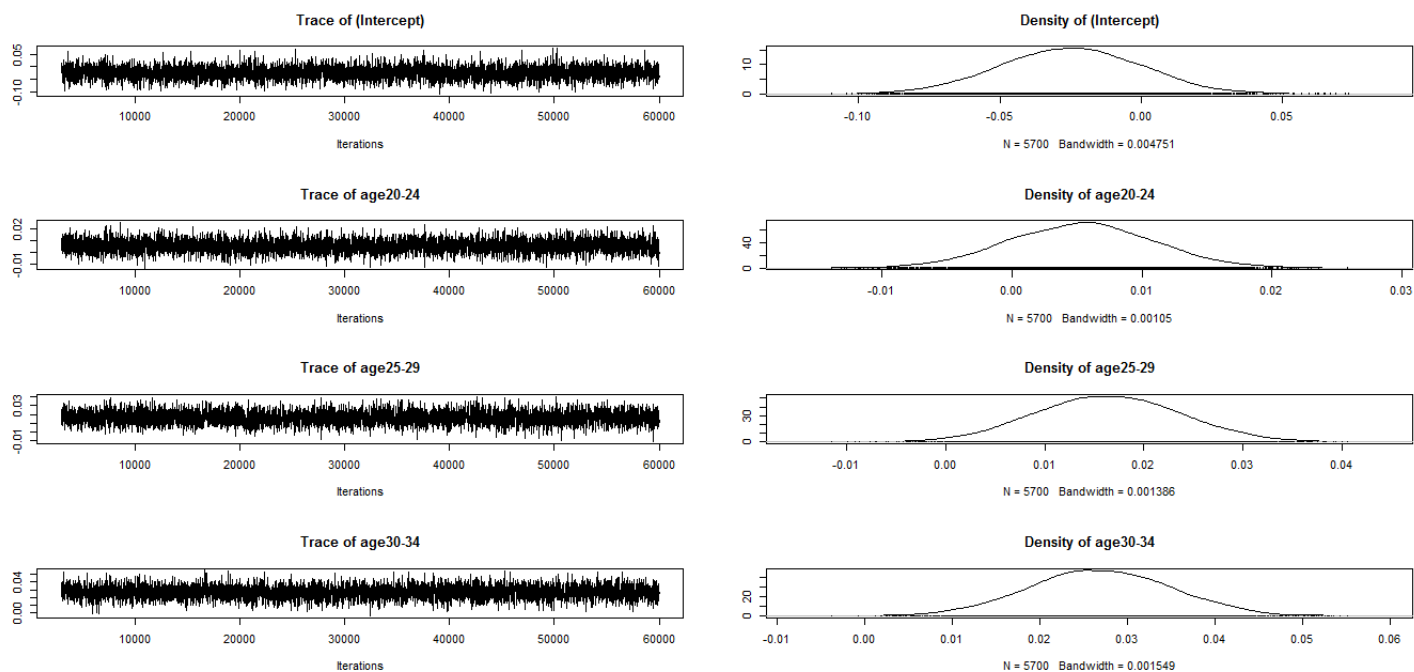 Trace of (Intercept)
0.05
-0.10
10000 20000 30000 40000 50000 60000
Iterations
Density of (Intercept)
10
0
-0.10 -0.05 0.00 0.05
N = 5700 Bandwidth = 0.004751
Trace of age20-24
0.02
-0.01
10000 20000 30000 40000 50000 60000
Iterations
Density of age20-24
40
0
-0.01 0.00 0.01 0.02 0.03
N = 5700 Bandwidth = 0.00105
Trace of age25-29
0.03
-0.01
10000 20000 30000 40000 50000 60000
Iterations
Density of age25-29
30
0
-0.01 0.00 0.01 0.02 0.03 0.04
N = 5700 Bandwidth = 0.001386
Trace of age30-34
0.04
0.00
10000 20000 30000 40000 50000 60000
Iterations
Density of age30-34
20
0
-0.01 0.00 0.01 0.02 0.03 0.04 0.05 0.06
N = 5700 Bandwidth = 0.001549